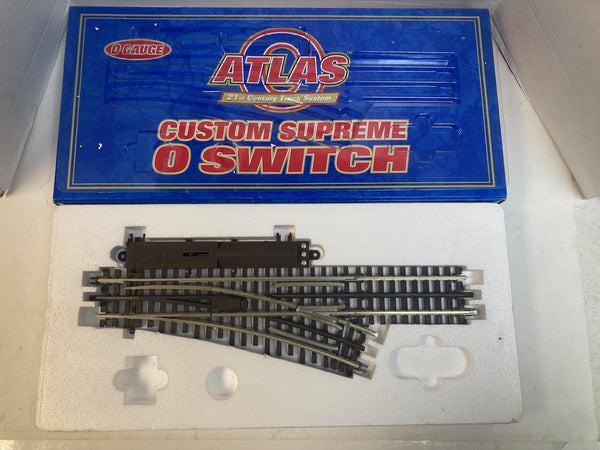 O GAUGE
ATLAS
O
21st Century Track System
CUSTOM SUPREME
O SWITCH